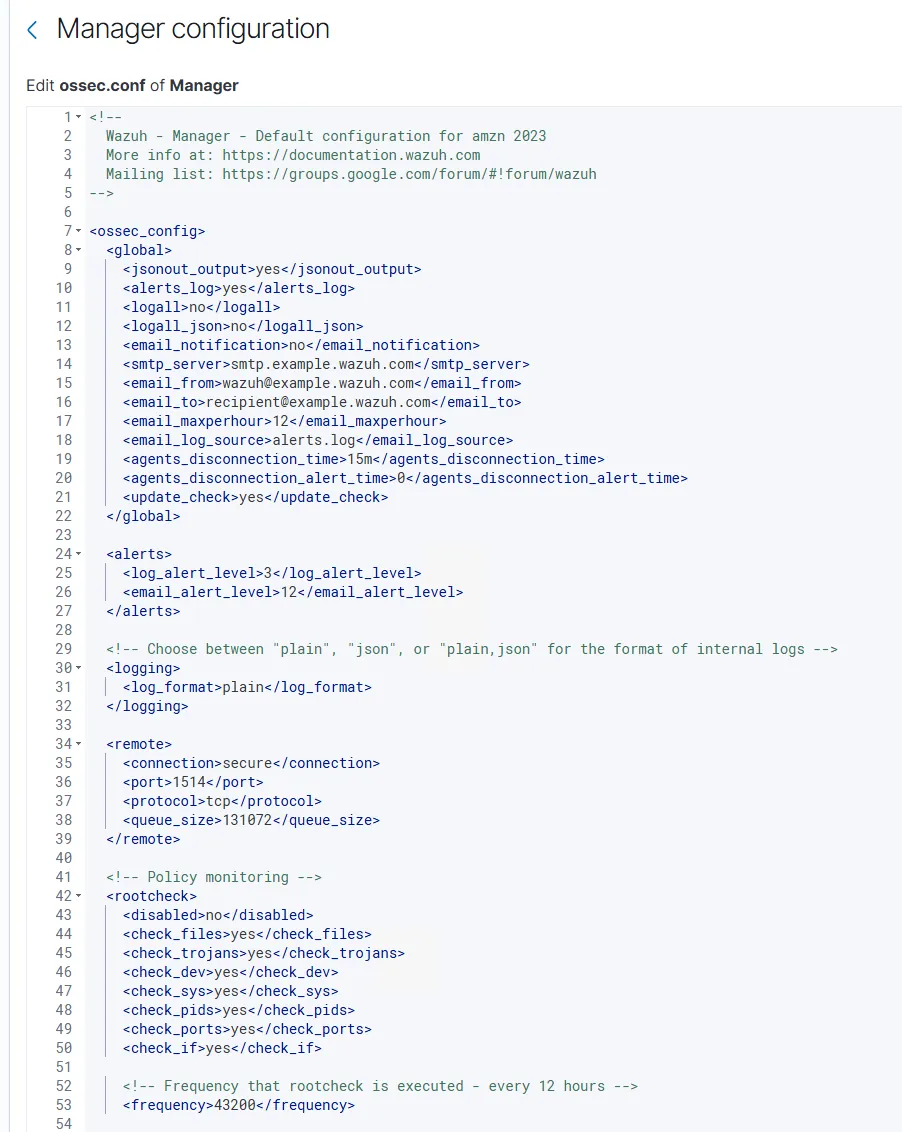 Manager configuration
Edit ossec.conf of Manager
1 <!--
2   Wazuh - Manager - Default configuration for amzn 2023
3   More info at: https://documentation.wazuh.com
4   Mailing list: https://groups.google.com/forum/#!forum/wazuh
5 -->
6
7 <ossec_config>
8   <global>
9     <jsonout_output>yes</jsonout_output>
10     <alerts_log>yes</alerts_log>
11     <logall>no</logall>
12     <logall_json>no</logall_json>
13     <email_notification>no</email_notification>
14     <smtp_server>smtp.example.wazuh.com</smtp_server>
15     <email_from>wazuh@example.wazuh.com</email_from>
16     <email_to>recipient@example.wazuh.com</email_to>
17     <email_maxperhour>12</email_maxperhour>
18     <email_log_source>alerts.log</email_log_source>
19     <agents_disconnection_time>15m</agents_disconnection_time>
20     <agents_disconnection_alert_time>0</agents_disconnection_alert_time>
21     <update_check>yes</update_check>
22   </global>
23
24   <alerts>
25     <log_alert_level>3</log_alert_level>
26     <email_alert_level>12</email_alert_level>
27   </alerts>
28
29   <!-- Choose between "plain", "json", or "plain,json" for the format of internal logs -->
30   <logging>
31     <log_format>plain</log_format>
32   </logging>
33
34   <remote>
35     <connection>secure</connection>
36     <port>1514</port>
37     <protocol>tcp</protocol>
38     <queue_size>131072</queue_size>
39   </remote>
40
41   <!-- Policy monitoring -->
42   <rootcheck>
43     <disabled>no</disabled>
44     <check_files>yes</check_files>
45     <check_trojans>yes</check_trojans>
46     <check_dev>yes</check_dev>
47     <check_sys>yes</check_sys>
48     <check_pids>yes</check_pids>
49     <check_ports>yes</check_ports>
50     <check_if>yes</check_if>
51
52     <!-- Frequency that rootcheck is executed - every 12 hours -->
53     <frequency>43200</frequency>
54